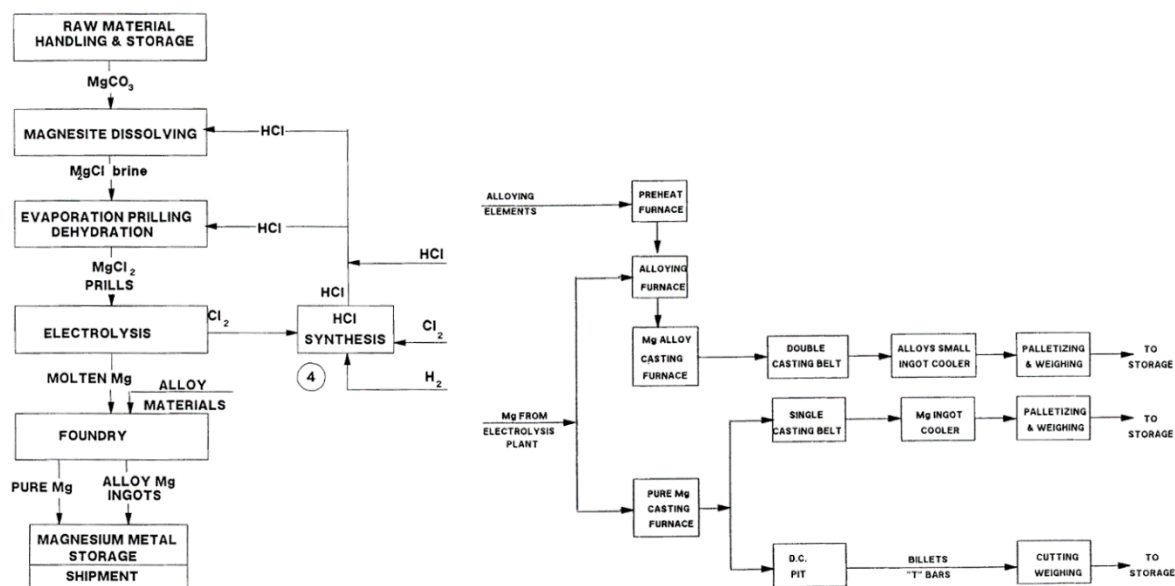 RAW MATERIAL
HANDLING & STORAGE
MgCO3
MAGNESITE DISSOLVING
HCl
M2gCl brine
EVAPORATION PRILLING
DEHYDRATION
HCl
MgCl2
PRILLS
HCl
HCl
ELECTROLYSIS
Cl2
HCl
SYNTHESIS
Cl2
4
H2
MOLTEN Mg
ALLOY
MATERIALS
FOUNDRY
PURE Mg
ALLOY Mg
INGOTS
MAGNESIUM METAL
STORAGE
SHIPMENT
ALLOYING
ELEMENTS
PREHEAT
FURNACE
ALLOYING
FURNACE
Mg ALLOY
CASTING
FURNACE
DOUBLE
CASTING BELT
ALLOYS SMALL
INGOT COOLER
PALLETIZING
& WEIGHING
TO
STORAGE
Mg FROM
ELECTROLYSIS
PLANT
SINGLE
CASTING BELT
Mg INGOT
COOLER
PALLETIZING
& WEIGHING
TO
STORAGE
PURE Mg
CASTING
FURNACE
D.C.
PIT
BILLETS
"T" BARS
CUTTING
WEIGHING
TO
STORAGE